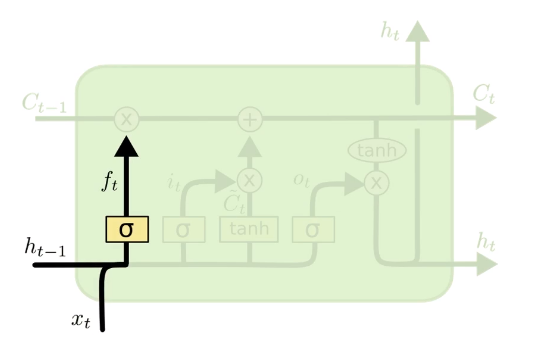 h_t
C_{t-1}
x
+
C_t
tanh
f_t
i_t
x
o_t
x
C̃_t
σ
σ
tanh
σ
h_{t-1}
h_t
x_t